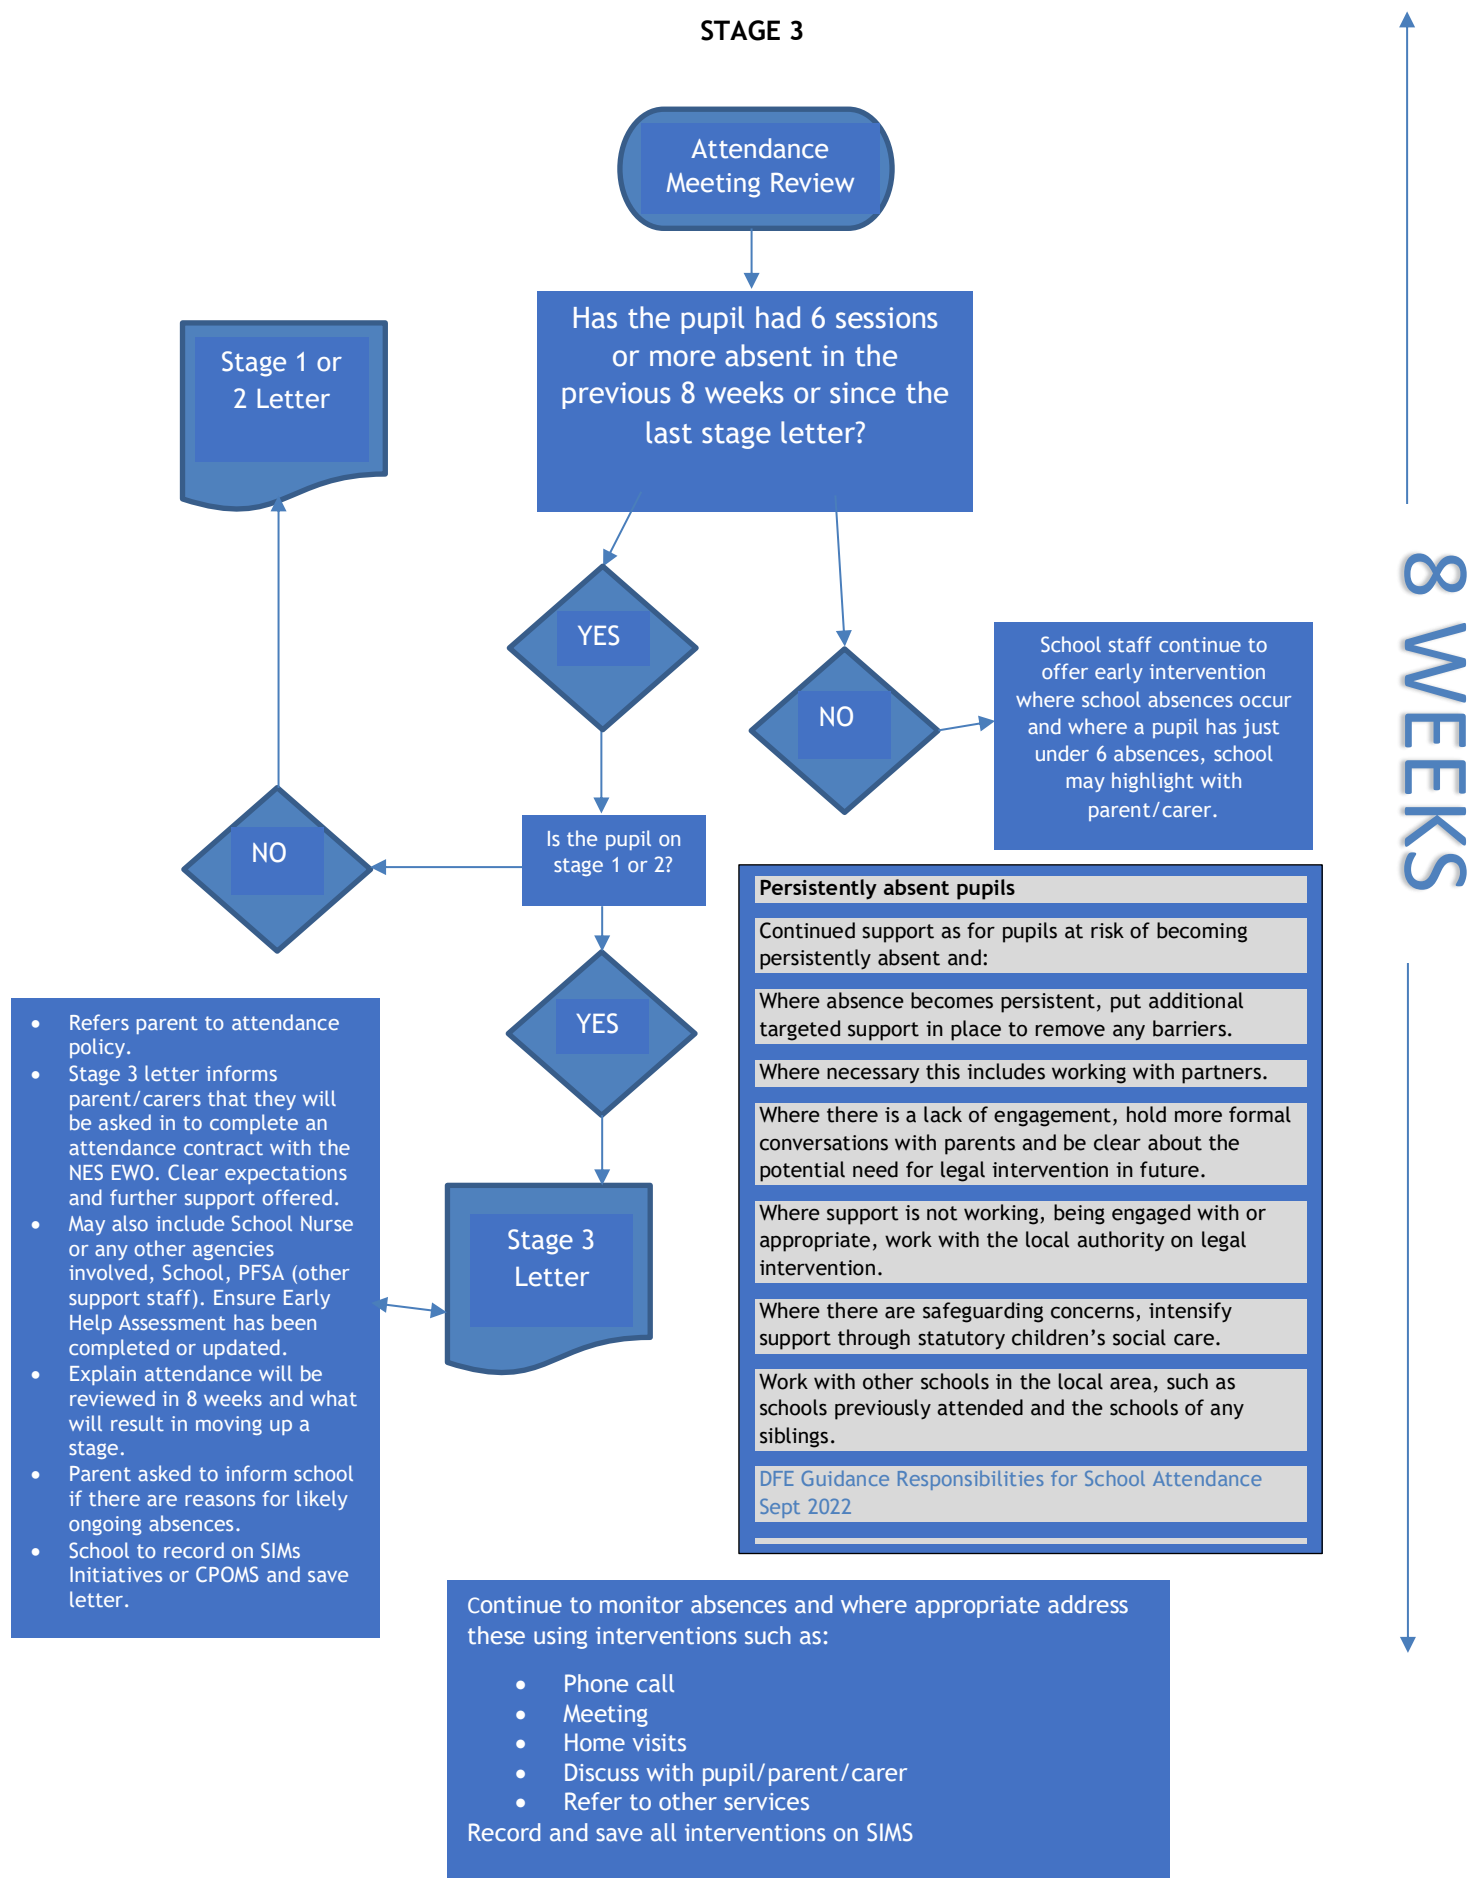 STAGE 3
Attendance
Meeting Review
Has the pupil had 6 sessions
or more absent in the
previous 8 weeks or since the
last stage letter?
Stage 1 or
2 Letter
YES
NO
School staff continue to
offer early intervention
where school absences occur
and where a pupil has just
under 6 absences, school
may highlight with
parent/carer.
8 WEEKS
Is the pupil on
stage 1 or 2?
NO
YES
Stage 3
Letter
Persistently absent pupils
Continued support as for pupils at risk of becoming
persistently absent and:
Where absence becomes persistent, put additional
targeted support in place to remove any barriers.
Where necessary this includes working with partners.
Where there is a lack of engagement, hold more formal
conversations with parents and be clear about the
potential need for legal intervention in future.
Where support is not working, being engaged with or
appropriate, work with the local authority on legal
intervention.
Where there are safeguarding concerns, intensify
support through statutory children’s social care.
Work with other schools in the local area, such as
schools previously attended and the schools of any
siblings.
DFE Guidance Responsibilities for School Attendance
Sept 2022
• Refers parent to attendance
policy.
• Stage 3 letter informs
parent/carers that they will
be asked in to complete an
attendance contract with the
NES EWO. Clear expectations
and further support offered.
• May also include School Nurse
or any other agencies
involved, School, PFSA (other
support staff). Ensure Early
Help Assessment has been
completed or updated.
• Explain attendance will be
reviewed in 8 weeks and what
will result in moving up a
stage.
• Parent asked to inform school
if there are reasons for likely
ongoing absences.
• School to record on SIMs
Initiatives or CPOMS and save
letter.
Continue to monitor absences and where appropriate address
these using interventions such as:
• Phone call
• Meeting
• Home visits
• Discuss with pupil/parent/carer
• Refer to other services
Record and save all interventions on SIMS